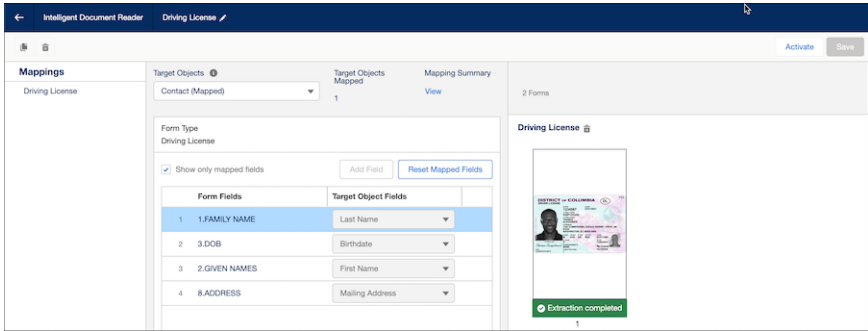 Intelligent Document Reader
Driving License
Activate
Save
Mappings
Driving License
Target Objects
Contact (Mapped)
Target Objects Mapped
1
Mapping Summary
View
2 Forms
Form Type
Driving License
Show only mapped fields
Add Field
Reset Mapped Fields
Form Fields
Target Object Fields
1 1.FAMILY NAME Last Name
2 3.DOB Birthdate
3 2.GIVEN NAMES First Name
4 8.ADDRESS Mailing Address
Driving License
DISTRICT OF COLUMBIA
Extraction completed
1